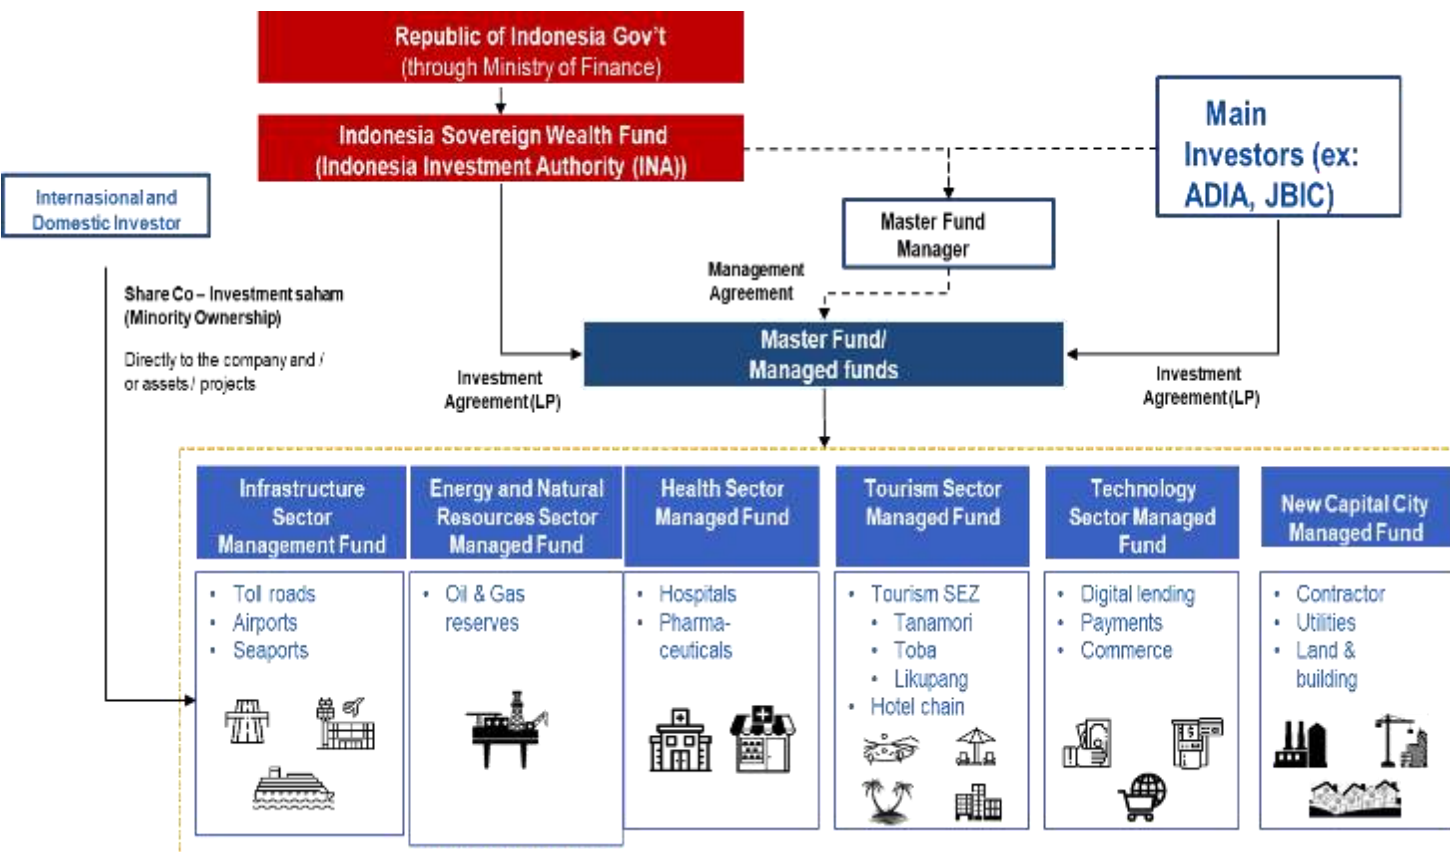 Republic of Indonesia Gov't
(through Ministry of Finance)
Indonesia Sovereign Wealth Fund
(Indonesia Investment Authority (INA))
Main
Investors (ex:
ADIA, JBIC)
Internasional and
Domestic Investor
Master Fund
Manager
Management
Agreement
Share Co – Investment saham
(Minority Ownership)
Directly to the company and /
or assets / projects
Master Fund/
Managed funds
Investment
Agreement (LP)
Investment
Agreement (LP)
Infrastructure
Sector
Management Fund
• Toll roads
• Airports
• Seaports
Energy and Natural
Resources Sector
Managed Fund
• Oil & Gas
reserves
Health Sector
Managed Fund
• Hospitals
• Pharma-
ceuticals
Tourism Sector
Managed Fund
• Tourism SEZ
• Tanamori
• Toba
• Likupang
• Hotel chain
Technology
Sector Managed
Fund
• Digital lending
• Payments
• Commerce
New Capital City
Managed Fund
• Contractor
• Utilities
• Land &
building